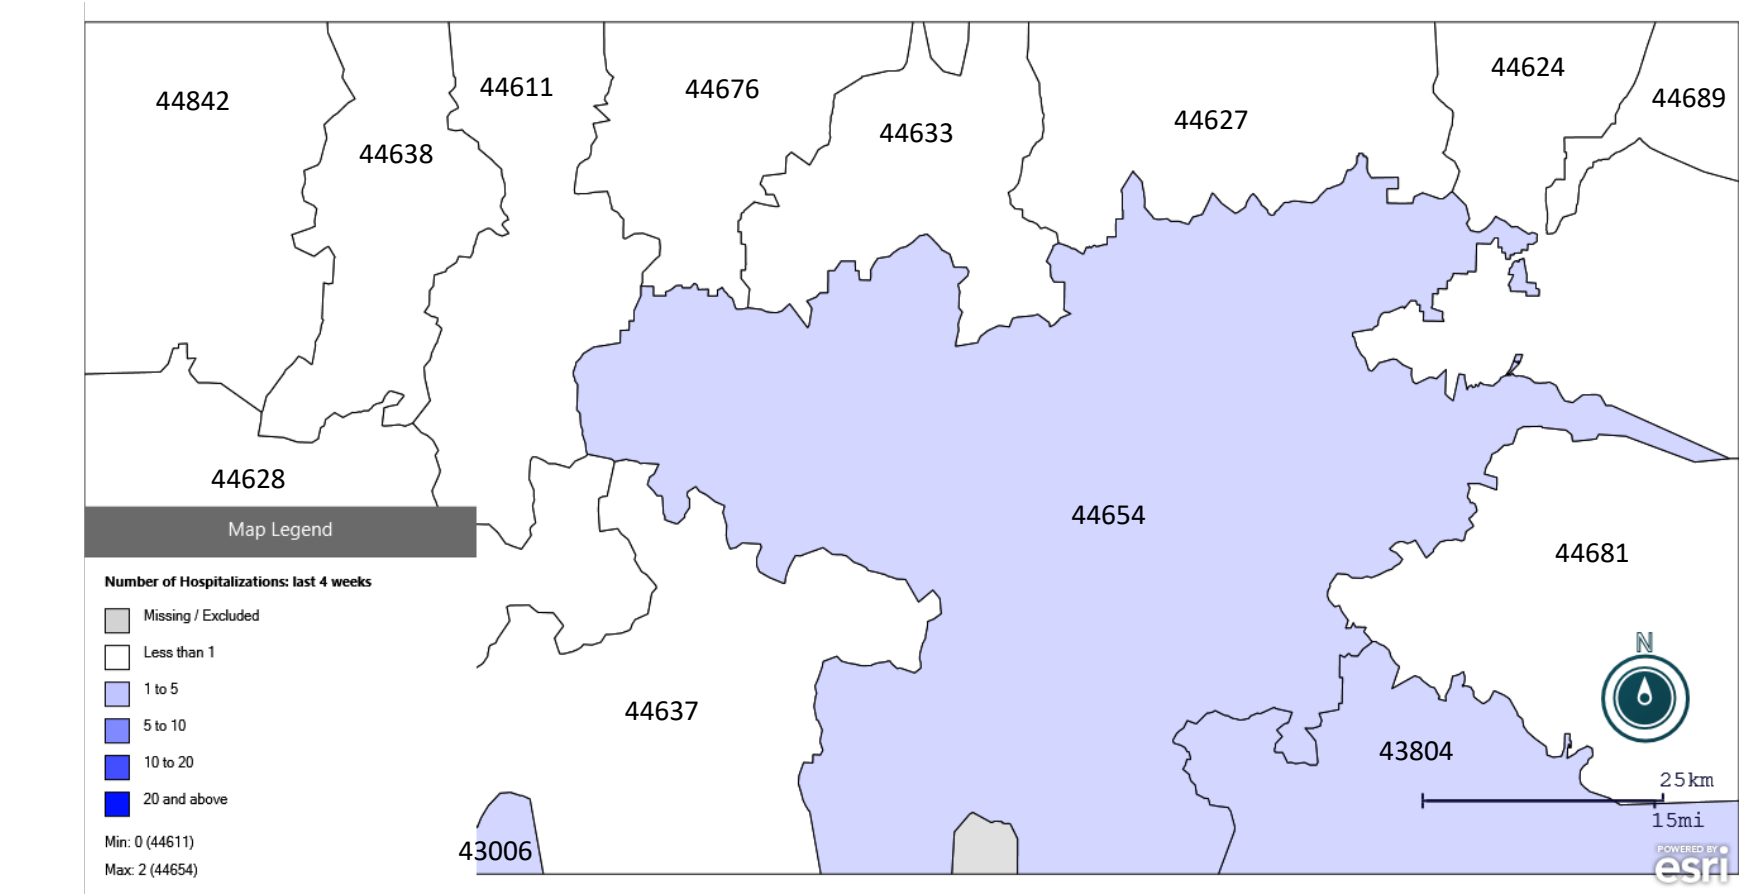 44624
44842
44611
44676
44689
44638
44633
44627
44628
44654
Map Legend
44681
Number of Hospitalizations: last 4 weeks
Missing / Excluded
Less than 1
1 to 5
5 to 10
10 to 20
20 and above
Min: 0 (44611)
Max: 2 (44654)
N
44637
43804
25km
15mi
43006
POWERED BY
esri